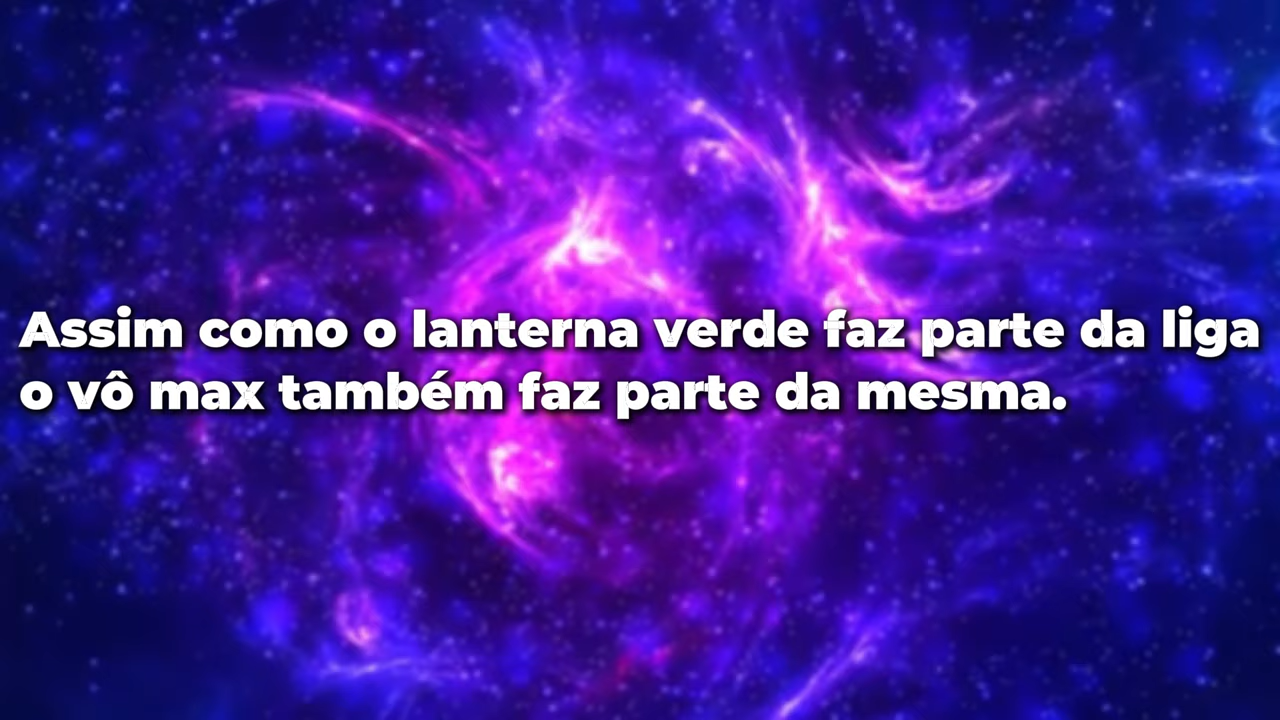 Assim como o lanterna verde faz parte da liga
o vô max também faz parte da mesma.